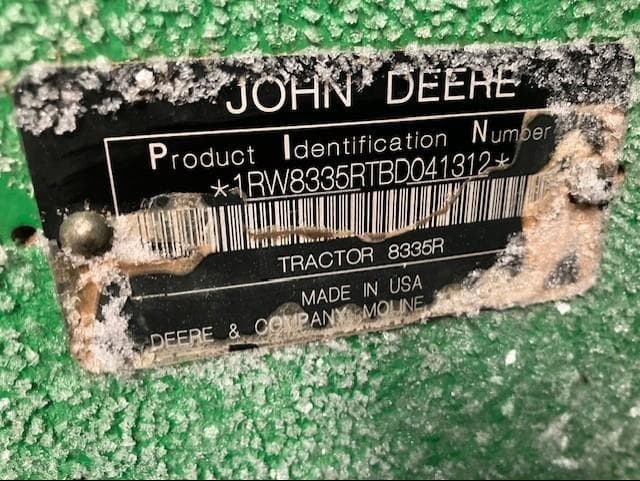 JOHN DEERE
Product Identification Number
*1RW8335RTBD041312*
TRACTOR 8335R
MADE IN USA
DEERE & COMPANY MOLINE